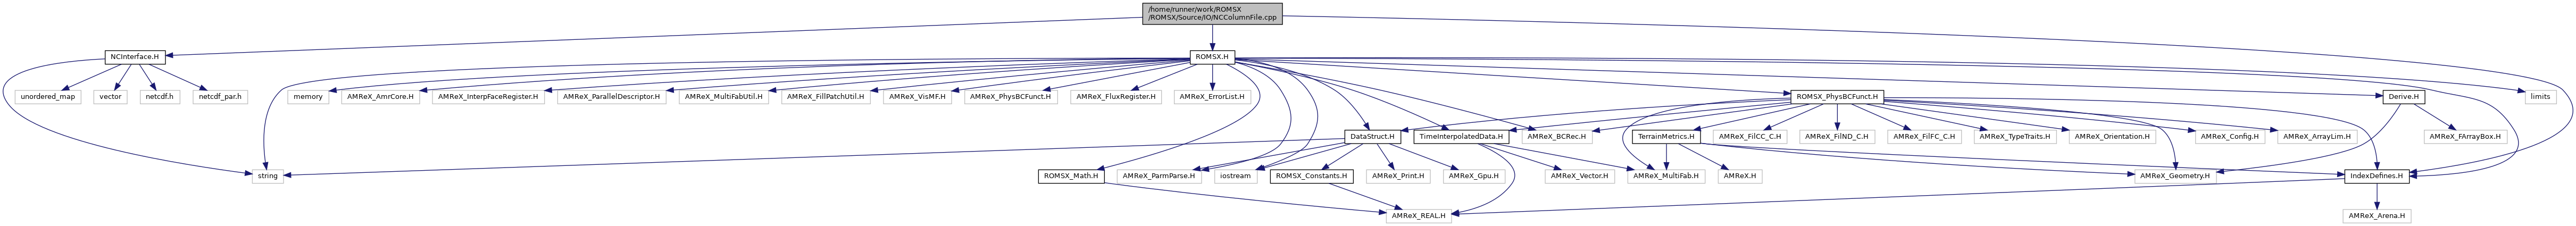 /home/runner/work/ROMSX
/ROMSX/Source/IO/NCColumnFile.cpp
NCInterface.H
ROMSX.H
unordered_map
vector
netcdf.h
netcdf_par.h
memory
AMReX_AmrCore.H
AMReX_InterpFaceRegister.H
AMReX_ParallelDescriptor.H
AMReX_MultiFabUtil.H
AMReX_FillPatchUtil.H
AMReX_VisMF.H
AMReX_PhysBCFunct.H
AMReX_FluxRegister.H
AMReX_ErrorList.H
ROMSX_PhysBCFunct.H
Derive.H
limits
DataStruct.H
TimeInterpolatedData.H
AMReX_BCRec.H
TerrainMetrics.H
AMReX_FilCC_C.H
AMReX_FilND_C.H
AMReX_FilFC_C.H
AMReX_TypeTraits.H
AMReX_Orientation.H
AMReX_Config.H
AMReX_ArrayLim.H
AMReX_FArrayBox.H
string
ROMSX_Math.H
AMReX_ParmParse.H
iostream
ROMSX_Constants.H
AMReX_Print.H
AMReX_Gpu.H
AMReX_Vector.H
AMReX_MultiFab.H
AMReX.H
AMReX_Geometry.H
IndexDefines.H
AMReX_REAL.H
AMReX_Arena.H